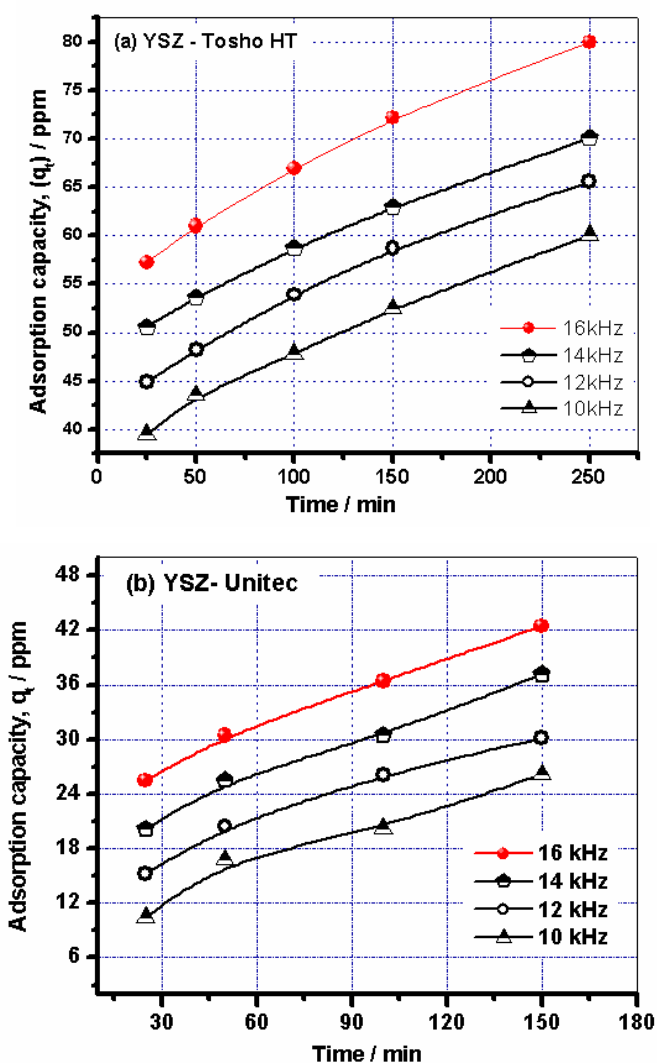 (a) YSZ - Tosho HT
Adsorption capacity, (qt) / ppm
80
75
70
65
60
55
50
45
40
0
50
100
150
200
250
Time / min
16kHz
14kHz
12kHz
10kHz
(b) YSZ- Unitec
Adsorption capacity, qt / ppm
48
42
36
30
24
18
12
6
30
60
90
120
150
180
Time / min
16 kHz
14 kHz
12 kHz
10 kHz